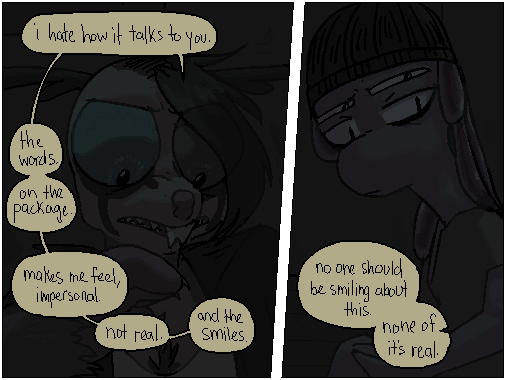 i hate how it talks to you.
the
words.
on the
package.
makes me feel,
impersonal.
not real.
and the
smiles.
no one should
be smiling about
this.
none of
it's real.